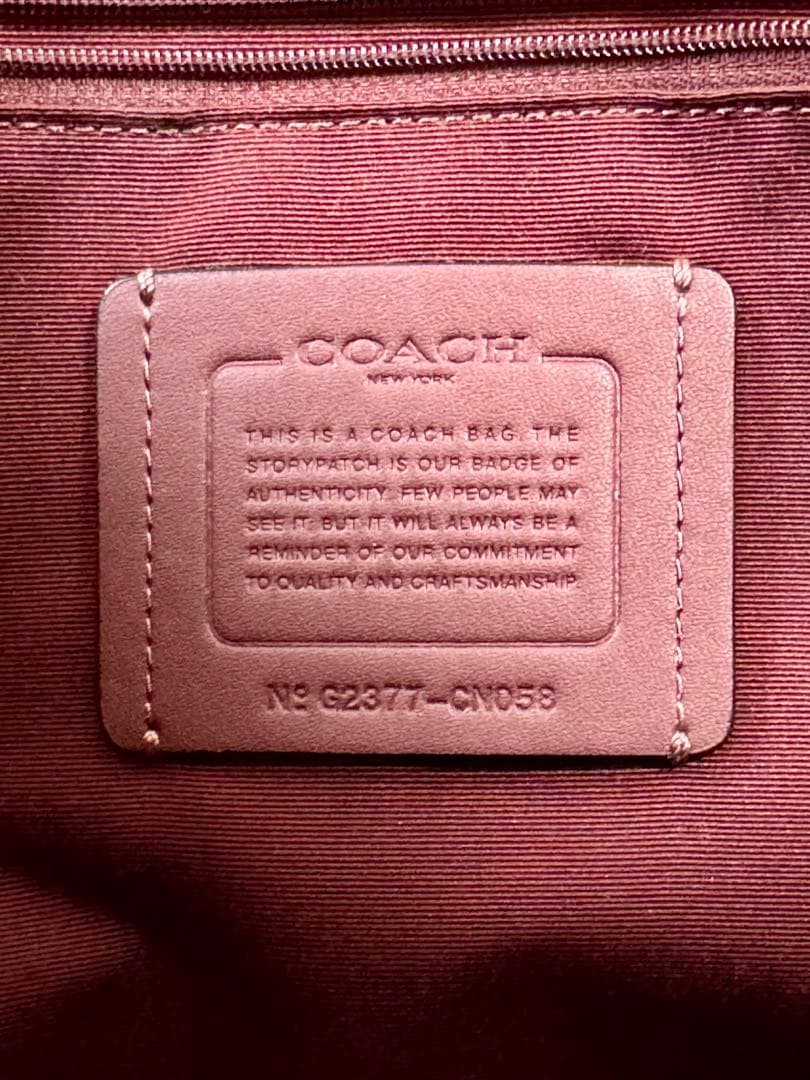 COACH
NEW YORK
THIS IS A COACH BAG. THE
STORYPATCH IS OUR BADGE OF
AUTHENTICITY. FEW PEOPLE MAY
SEE IT. BUT IT WILL ALWAYS BE A
REMINDER OF OUR COMMITMENT
TO QUALITY AND CRAFTSMANSHIP.
Nº G2377-CN058